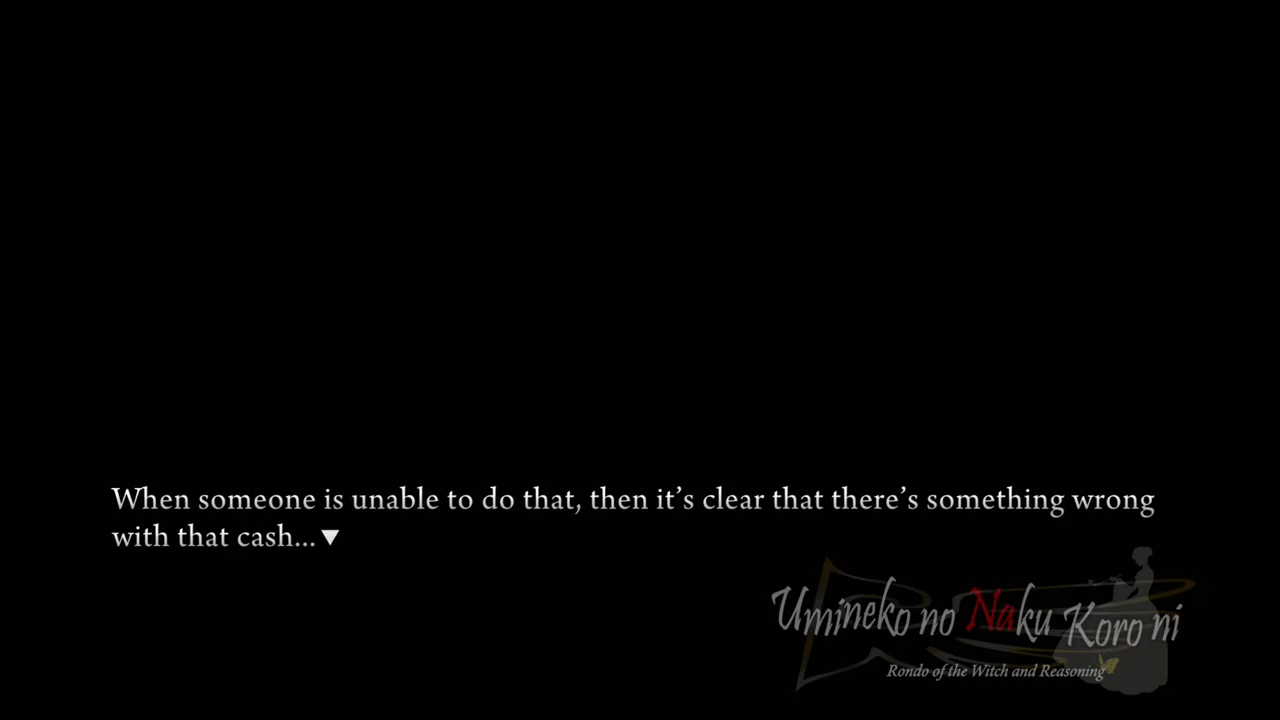 When someone is unable to do that, then it’s clear that there’s something wrong
with that cash...▼
Umineko no Naku Koro ni
Rondo of the Witch and Reasoning